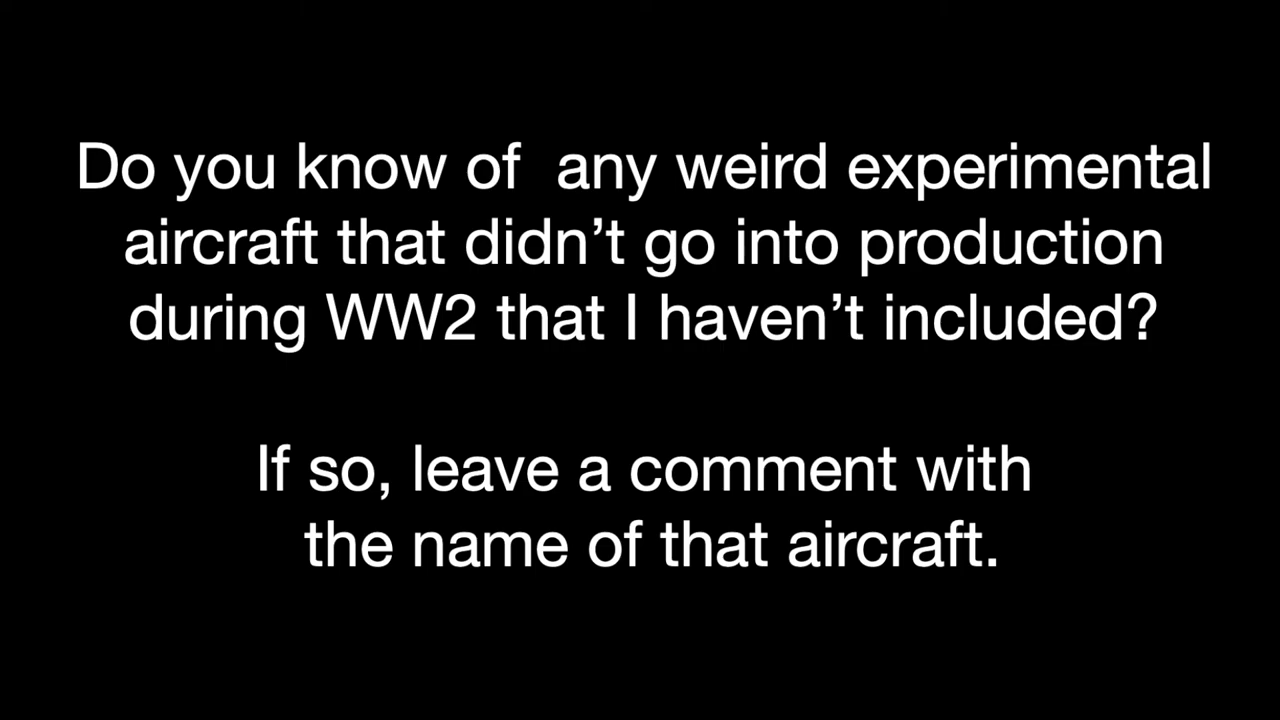 Do you know of  any weird experimental
aircraft that didn’t go into production
during WW2 that I haven’t included?
If so, leave a comment with
the name of that aircraft.